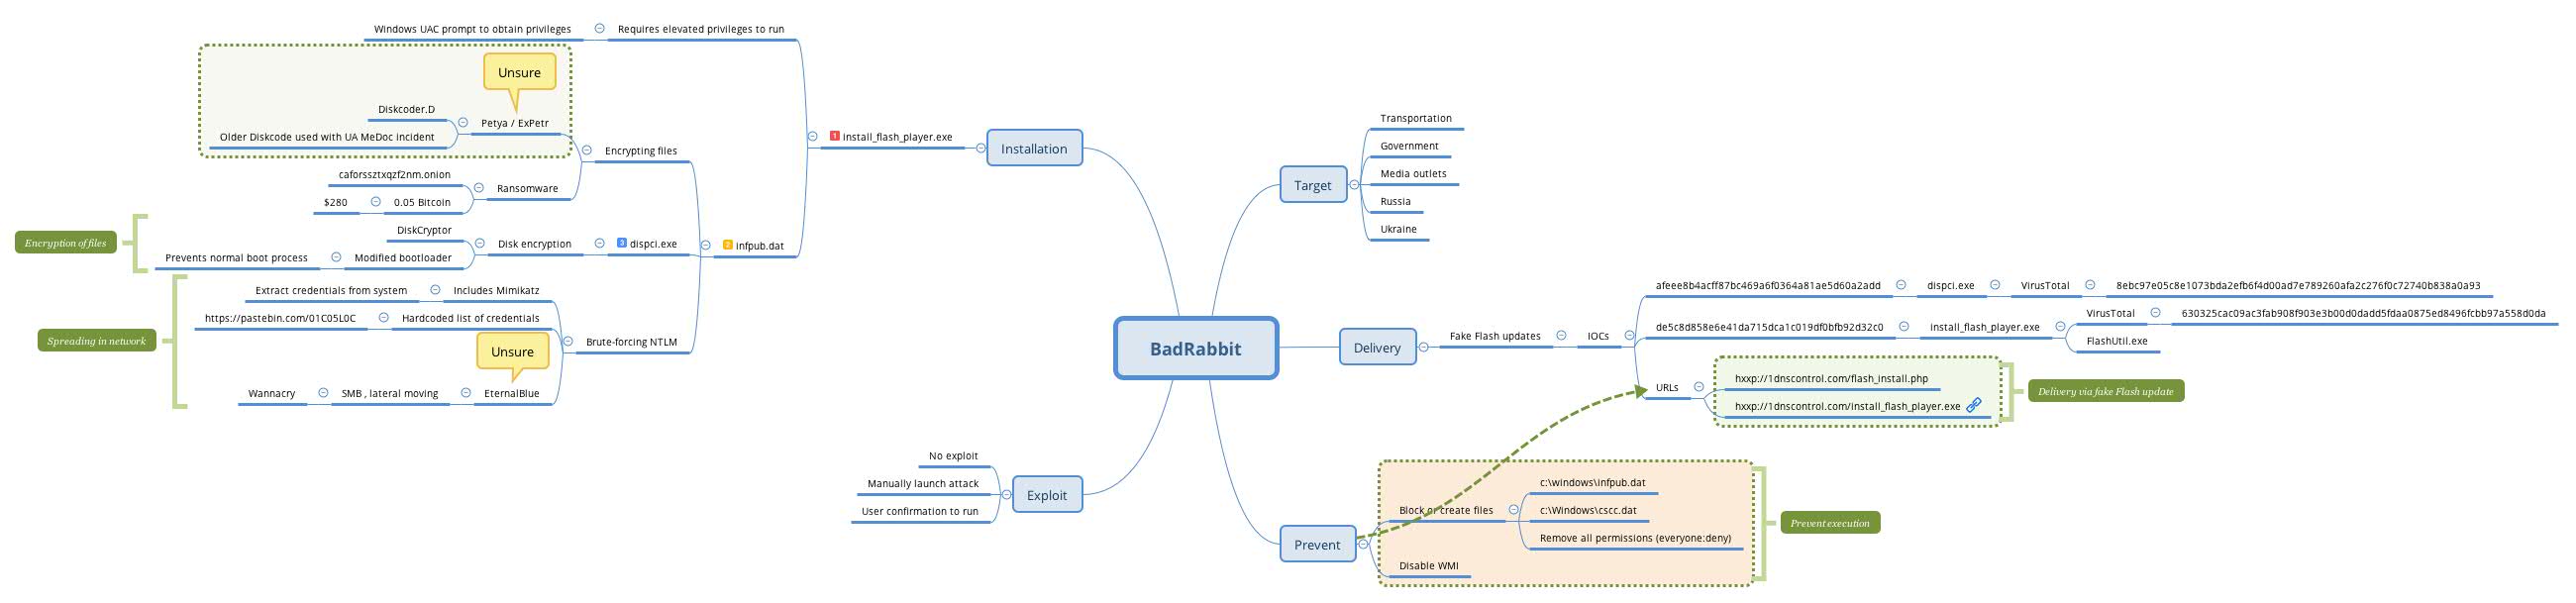 Windows UAC prompt to obtain privileges
Requires elevated privileges to run
Unsure
Diskcoder.D
Older Diskcode used with UA MeDoc incident
Petya / ExPetr
Encrypting files
caforssztxqzf2nm.onion
Ransomware
$280
0.05 Bitcoin
1 install_flash_player.exe
Installation
Encryption of files
DiskCryptor
Prevents normal boot process
Modified bootloader
Disk encryption
3 dispci.exe
2 infpub.dat
Spreading in network
Extract credentials from system
Includes Mimikatz
https://pastebin.com/01C05L0C
Hardcoded list of credentials
Unsure
Brute-forcing NTLM
Wannacry
SMB , lateral moving
EternalBlue
BadRabbit
No exploit
Manually launch attack
User confirmation to run
Exploit
Target
Transportation
Government
Media outlets
Russia
Ukraine
Delivery
Fake Flash updates
IOCs
afeee8b4acff87bc469a6f0364a81ae5d60a2add
dispci.exe
VirusTotal
8ebc97e05c8e1073bda2efb6f4d00ad7e789260afa2c276f0c72740b838a0a93
de5c8d858e6e41da715dca1c019df0bfb92d32c0
install_flash_player.exe
VirusTotal
630325cac09ac3fab908f903e3b00d0dadd5fdaa0875ed8496fcbb97a558d0da
FlashUtil.exe
URLs
hxxp://1dnscontrol.com/flash_install.php
hxxp://1dnscontrol.com/install_flash_player.exe
Delivery via fake Flash update
Prevent
Block or create files
c:\windows\infpub.dat
c:\Windows\cscc.dat
Remove all permissions (everyone:deny)
Disable WMI
Prevent execution